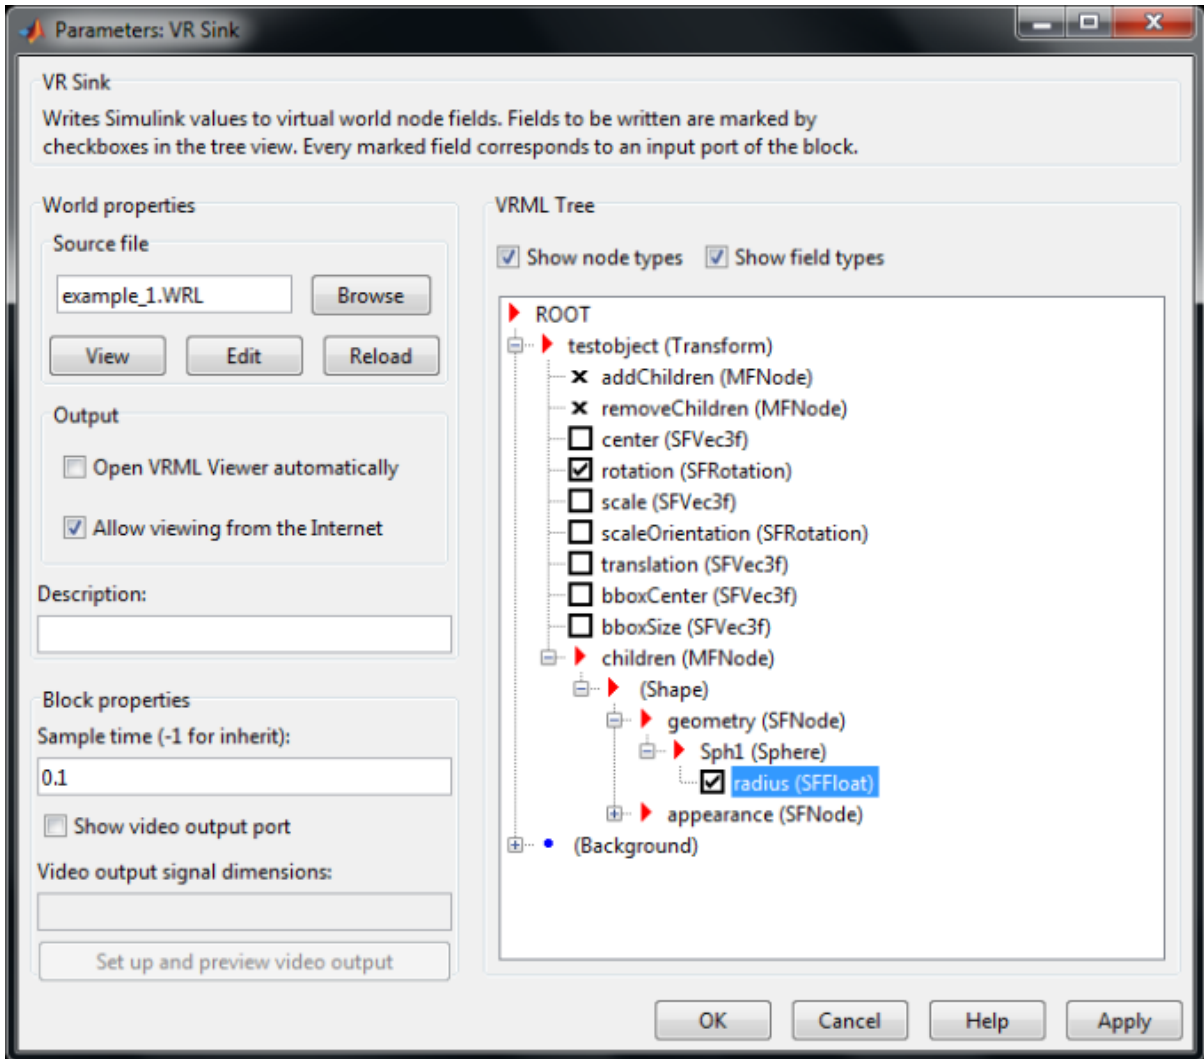 Parameters: VR Sink
VR Sink
Writes Simulink values to virtual world node fields. Fields to be written are marked by
checkboxes in the tree view. Every marked field corresponds to an input port of the block.
World properties
Source file
example_1.WRL
Browse
View
Edit
Reload
Output
Open VRML Viewer automatically
Allow viewing from the Internet
Description:
Block properties
Sample time (-1 for inherit):
0.1
Show video output port
Video output signal dimensions:
Set up and preview video output
VRML Tree
Show node types
Show field types
ROOT
testobject (Transform)
addChildren (MFNode)
removeChildren (MFNode)
center (SFVec3f)
rotation (SFRotation)
scale (SFVec3f)
scaleOrientation (SFRotation)
translation (SFVec3f)
bboxCenter (SFVec3f)
bboxSize (SFVec3f)
children (MFNode)
(Shape)
geometry (SFNode)
Sph1 (Sphere)
radius (SFFloat)
appearance (SFNode)
(Background)
OK
Cancel
Help
Apply